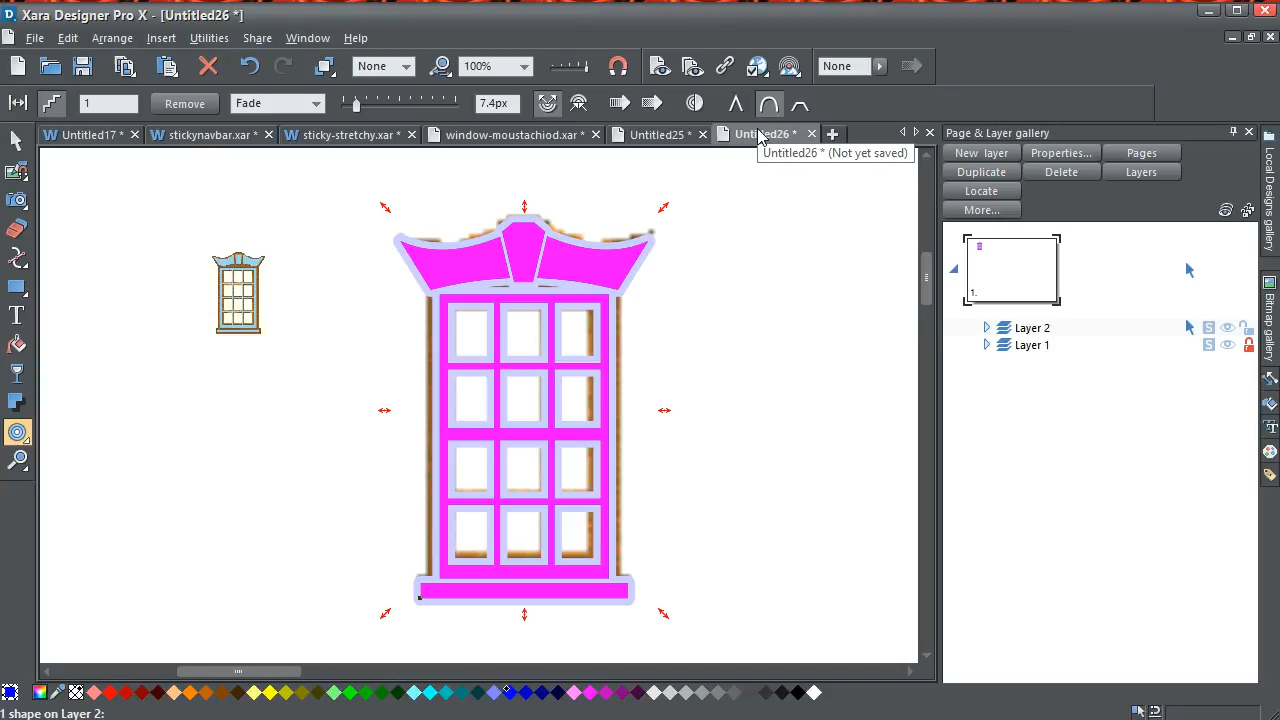 Xara Designer Pro X - [Untitled26 *]
File Edit Arrange Insert Utilities Share Window Help
None 100% None
1 Remove Fade 7.4px
Untitled17 * stickynavbar.xar * sticky-stretchy.xar * window-moustachiod.xar * Untitled25 * Untitled26 *
Untitled26 * (Not yet saved)
Page & Layer gallery
New layer Properties... Pages
Duplicate Delete Layers
Locate
More...
1.
Layer 2 S
Layer 1 S
Local Designs gallery
Bitmap gallery
1 shape on Layer 2: